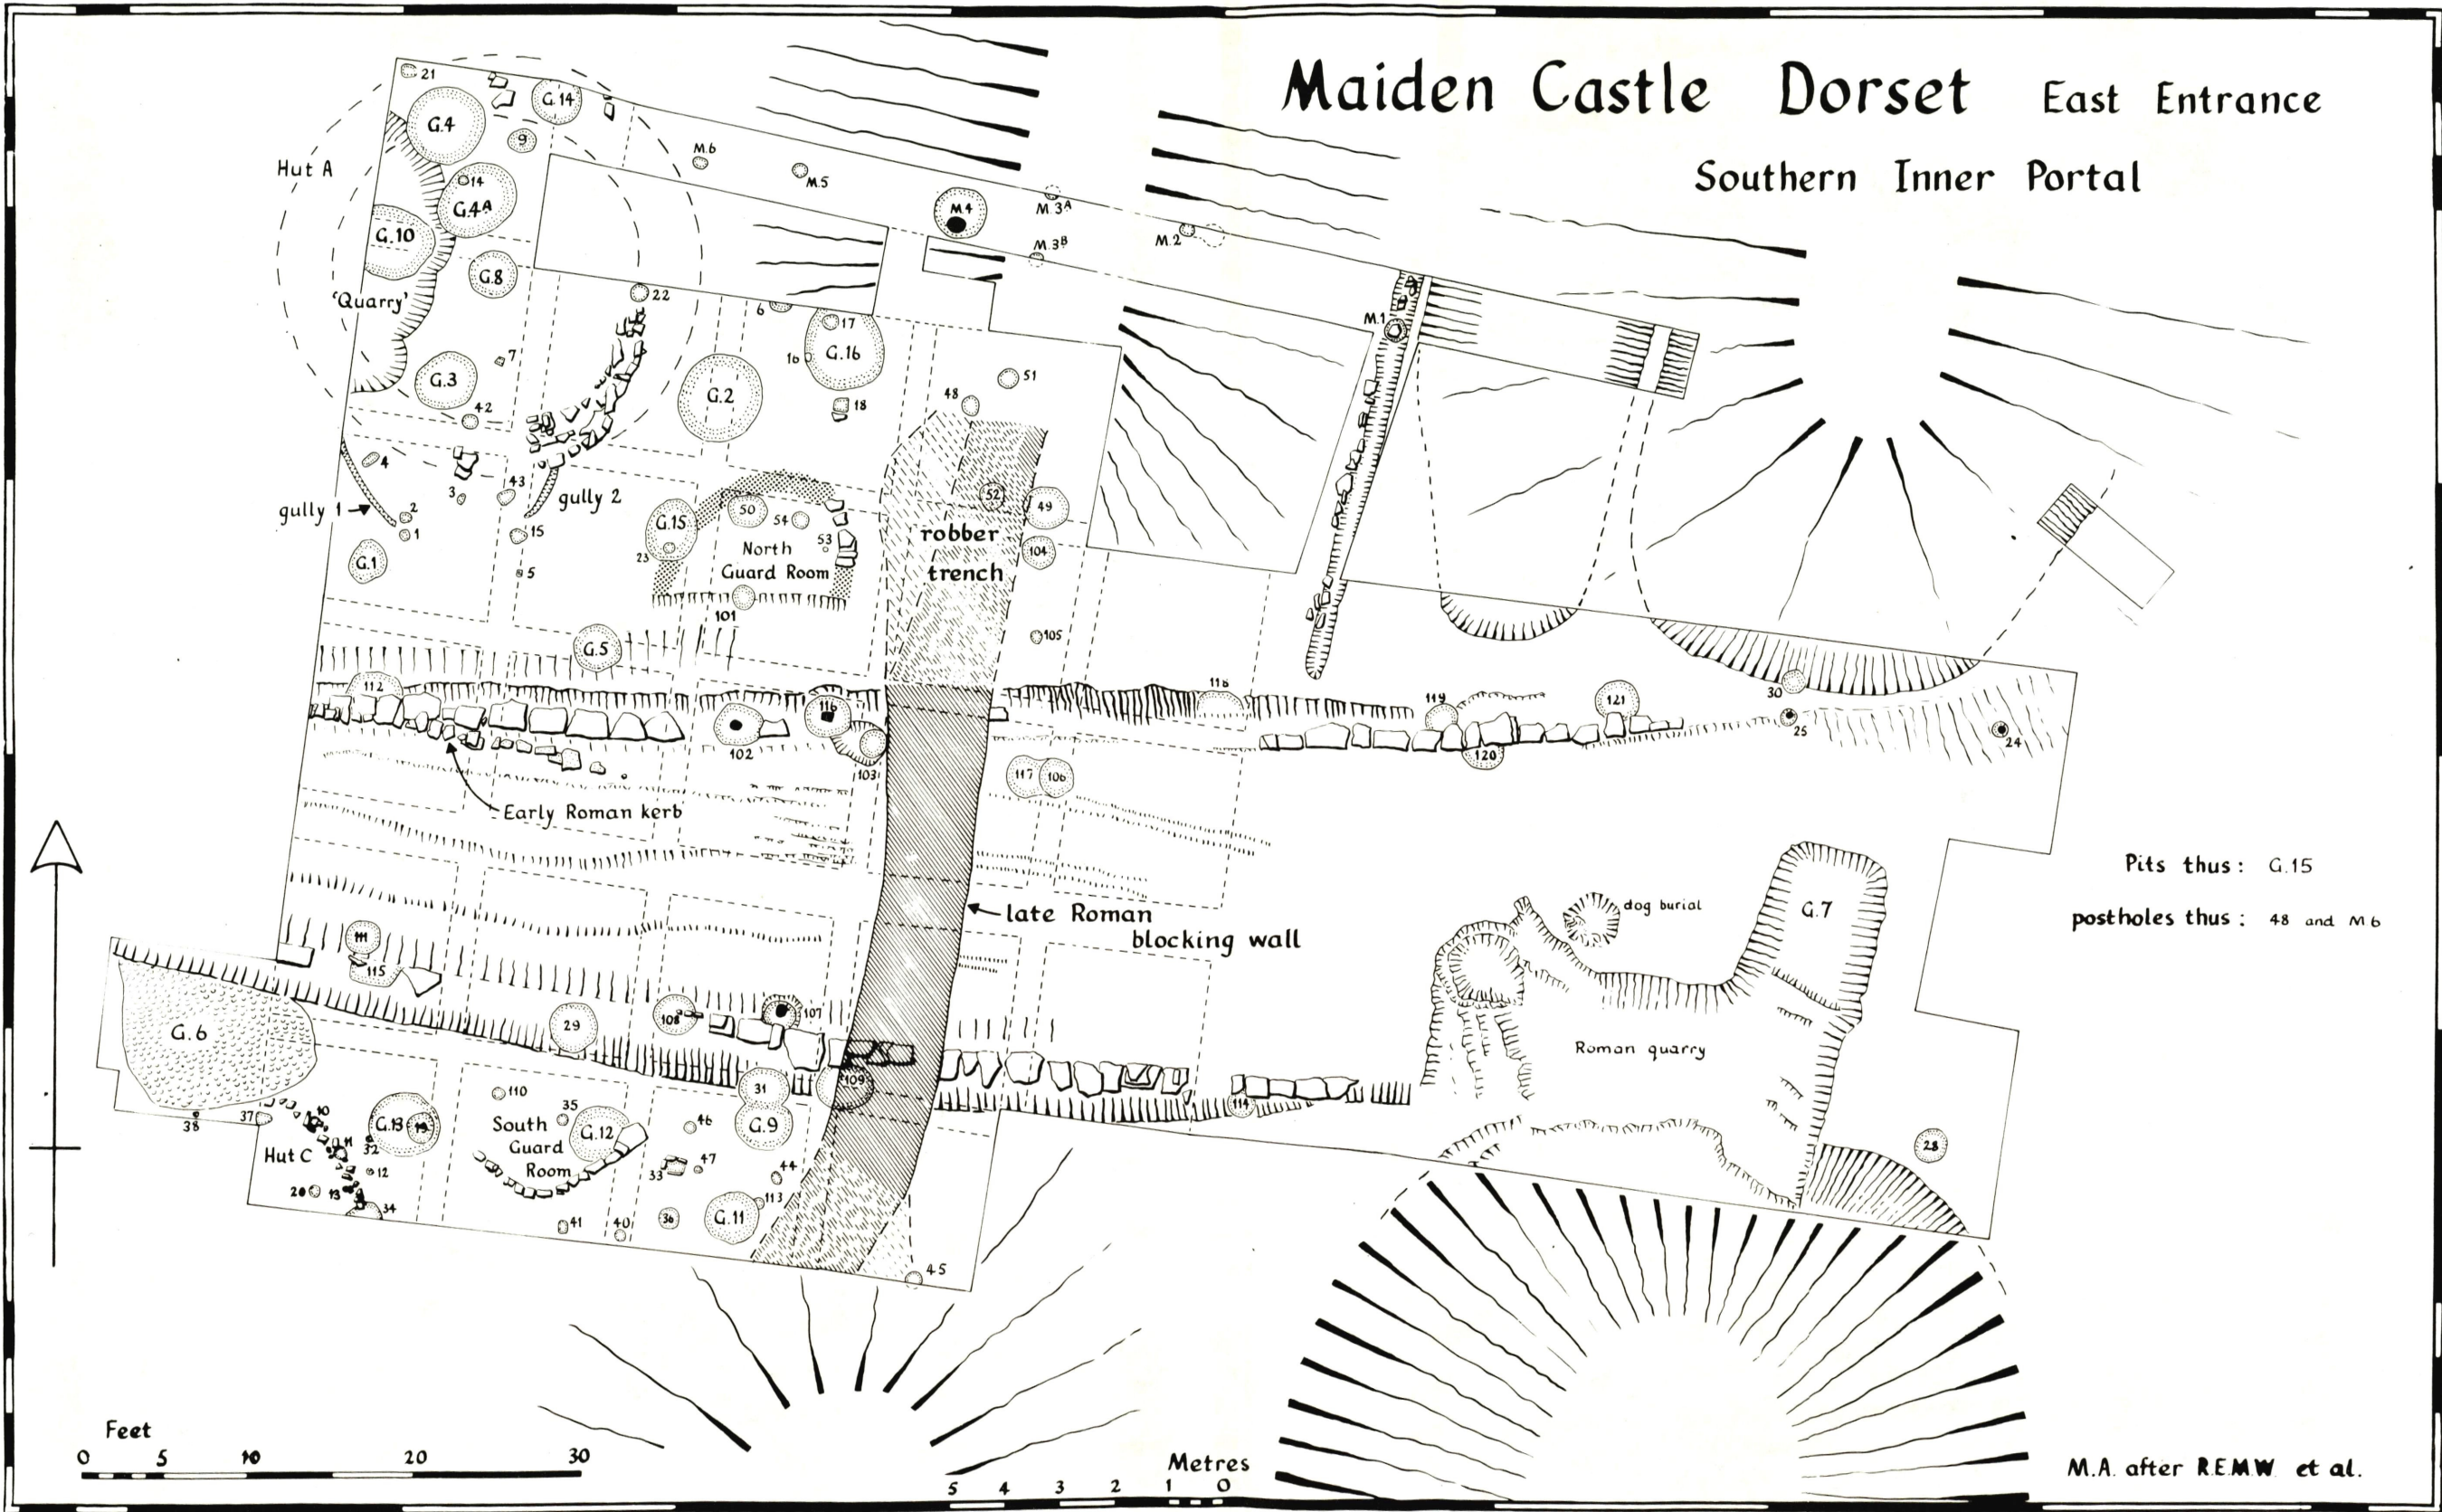 Maiden Castle Dorset East Entrance
Southern Inner Portal
21
G.4
G.14
9
Hut A
14
G.4A
G.10
G.8
'Quarry'
M.6
M.5
M4
M.3A
M.3B
M.2
M.1
22
6
17
16
G.16
18
G.3
7
42
G.2
48
51
4
3
43
gully 1
2
1
gully 2
15
5
G.1
G.15
23
50
54
53
North
Guard Room
101
52
49
robber
trench
104
105
G.5
112
102
116
103
118
119
120
121
30
25
24
117
106
Early Roman kerb
late Roman
blocking wall
dog burial
G.7
Roman quarry
Pits thus: G.15
postholes thus: 48 and M6
111
115
G.6
29
108
107
109
31
G.9
114
28
38
37
10
11
32
12
Hut C
20
13
34
G.13
19
110
35
South
Guard
Room
G.12
46
33
47
44
113
41
40
36
G.11
45
Feet
0 5 10 20 30
Metres
5 4 3 2 1 0
M.A. after R.E.M.W. et al.